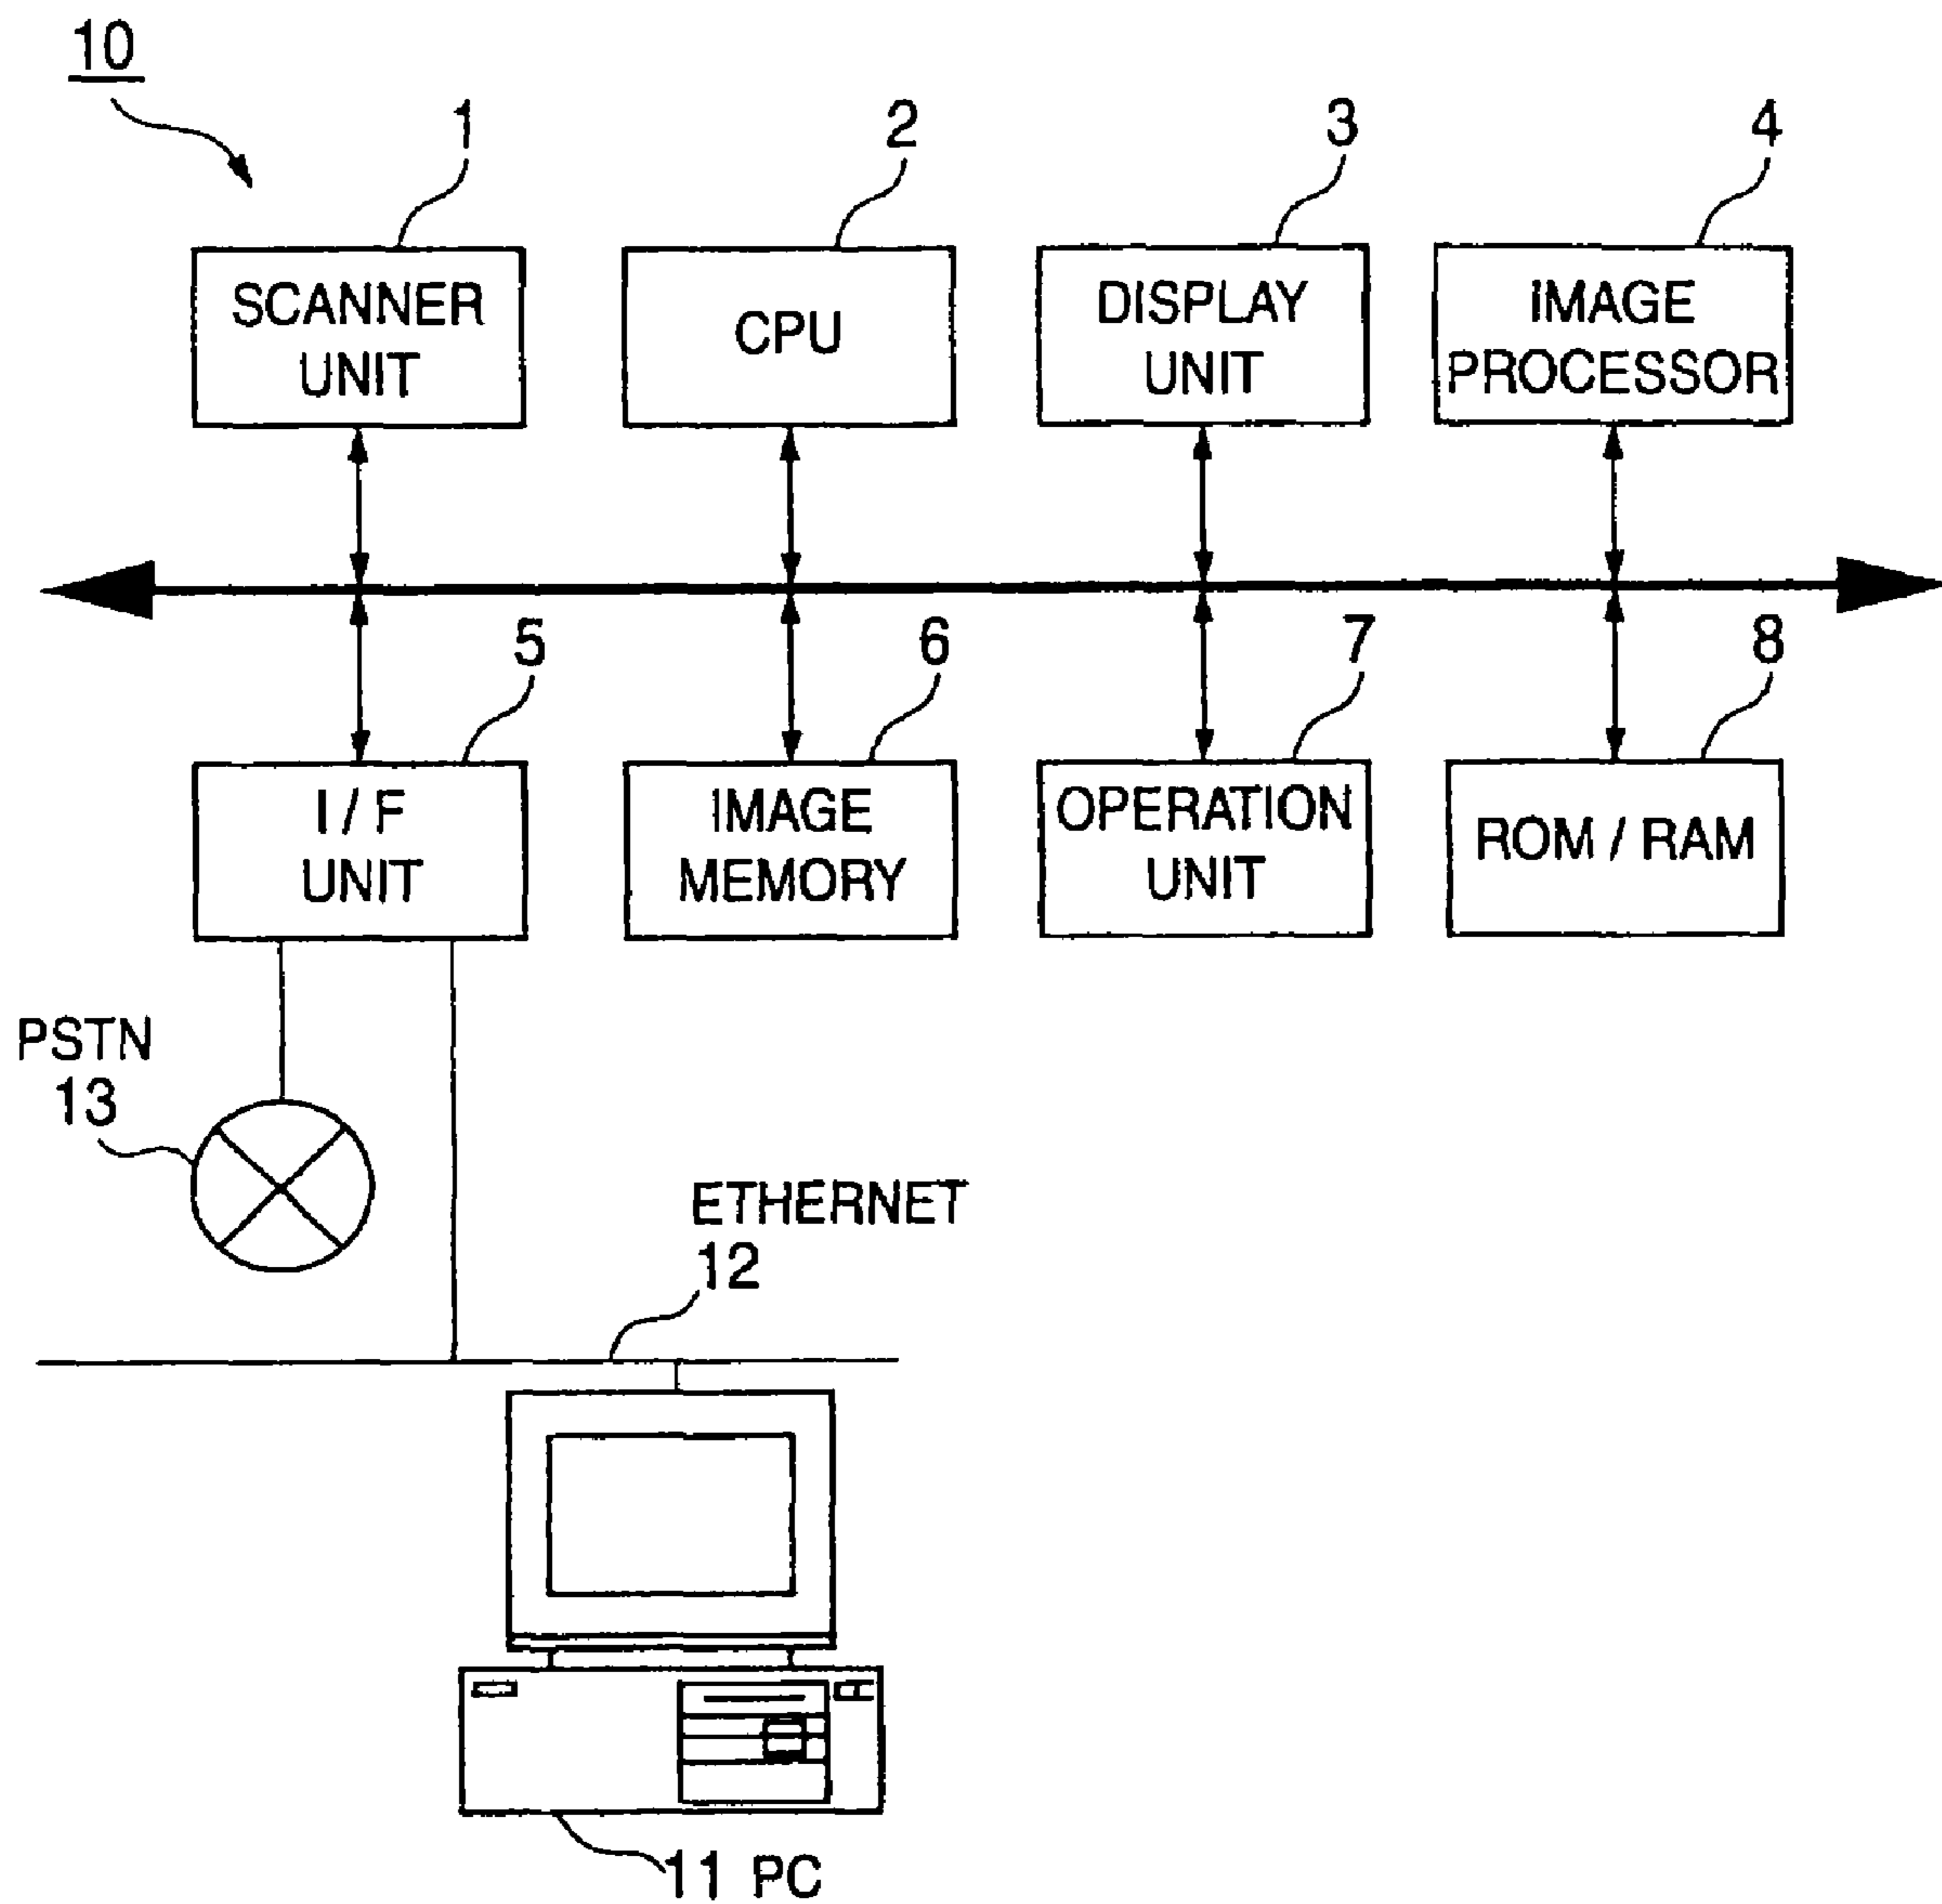 10
1
2
3
4
SCANNER
UNIT
CPU
DISPLAY
UNIT
IMAGE
PROCESSOR
5
6
7
8
I / F
UNIT
IMAGE
MEMORY
OPERATION
UNIT
ROM / RAM
PSTN
13
ETHERNET
12
11 PC